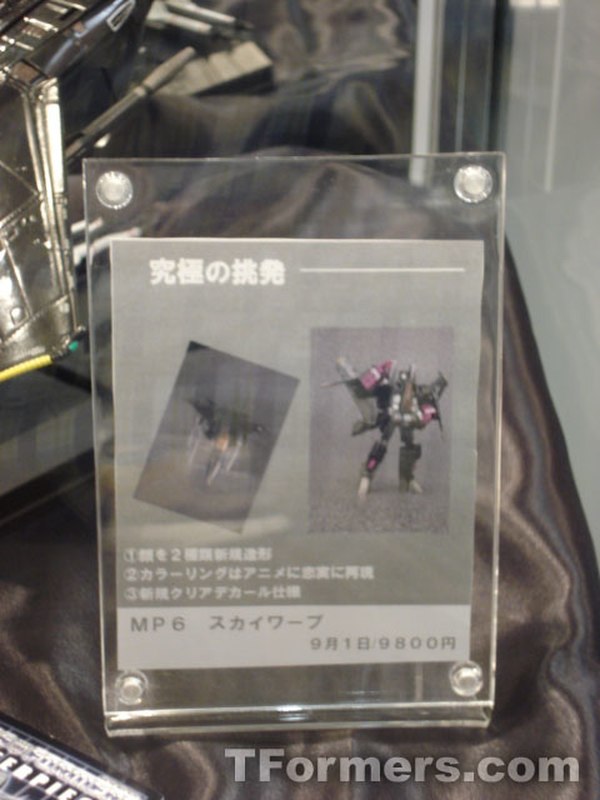 究極の挑発
①顔を2種類新規造形
②カラーリングはアニメに忠実に再現
③新規クリアデカール仕様
MP6 スカイワープ
9月1日/9800円
TFormers.com